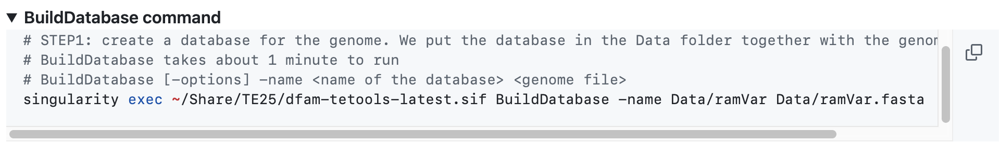 ▼ BuildDatabase command
# STEP1: create a database for the genome. We put the database in the Data folder together with the genom
# BuildDatabase takes about 1 minute to run
# BuildDatabase [-options] -name <name of the database> <genome file>
singularity exec ~/Share/TE25/dfam-tetools-latest.sif BuildDatabase -name Data/ramVar Data/ramVar.fasta